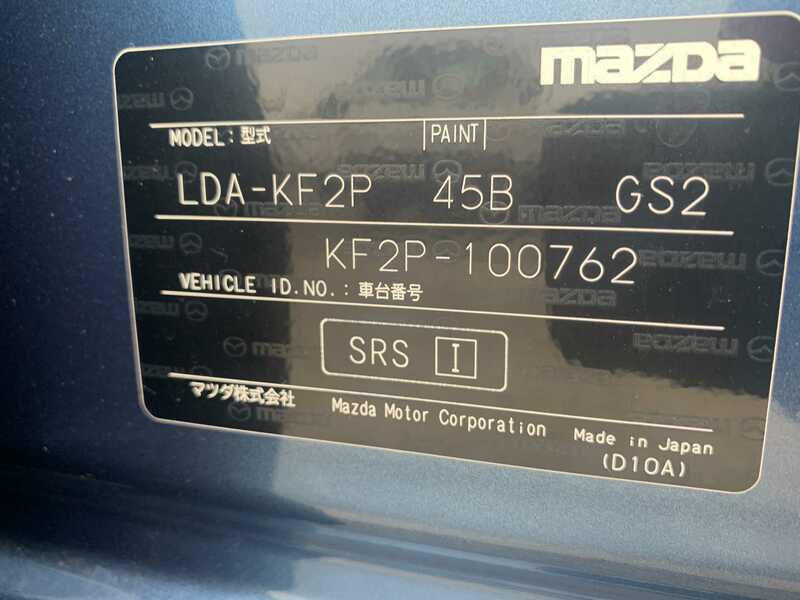 mazda
MODEL:型式 PAINT
LDA-KF2P 45B GS2
KF2P-100762
VEHICLE ID.NO.:車台番号
SRS I
マツダ株式会社 Mazda Motor Corporation Made in Japan
(D10A)